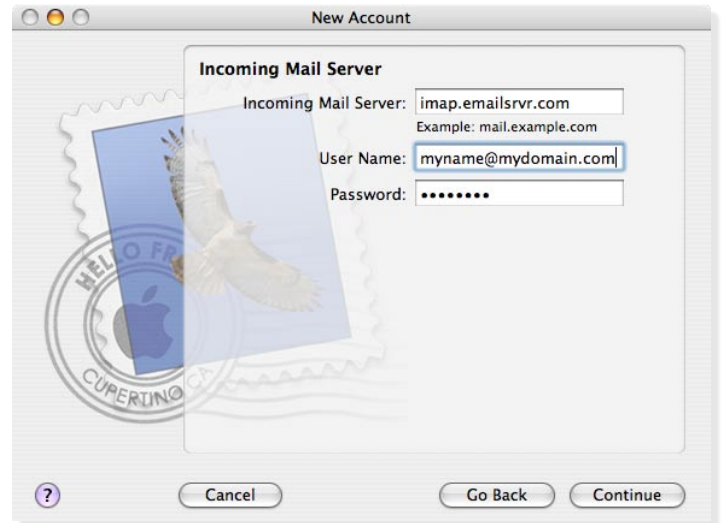 New Account
Incoming Mail Server
Incoming Mail Server: imap.emailsrvr.com
Example: mail.example.com
User Name: myname@mydomain.com
Password: ••••••••
HELLO FR
CUPERTINO CA
?
Cancel
Go Back
Continue